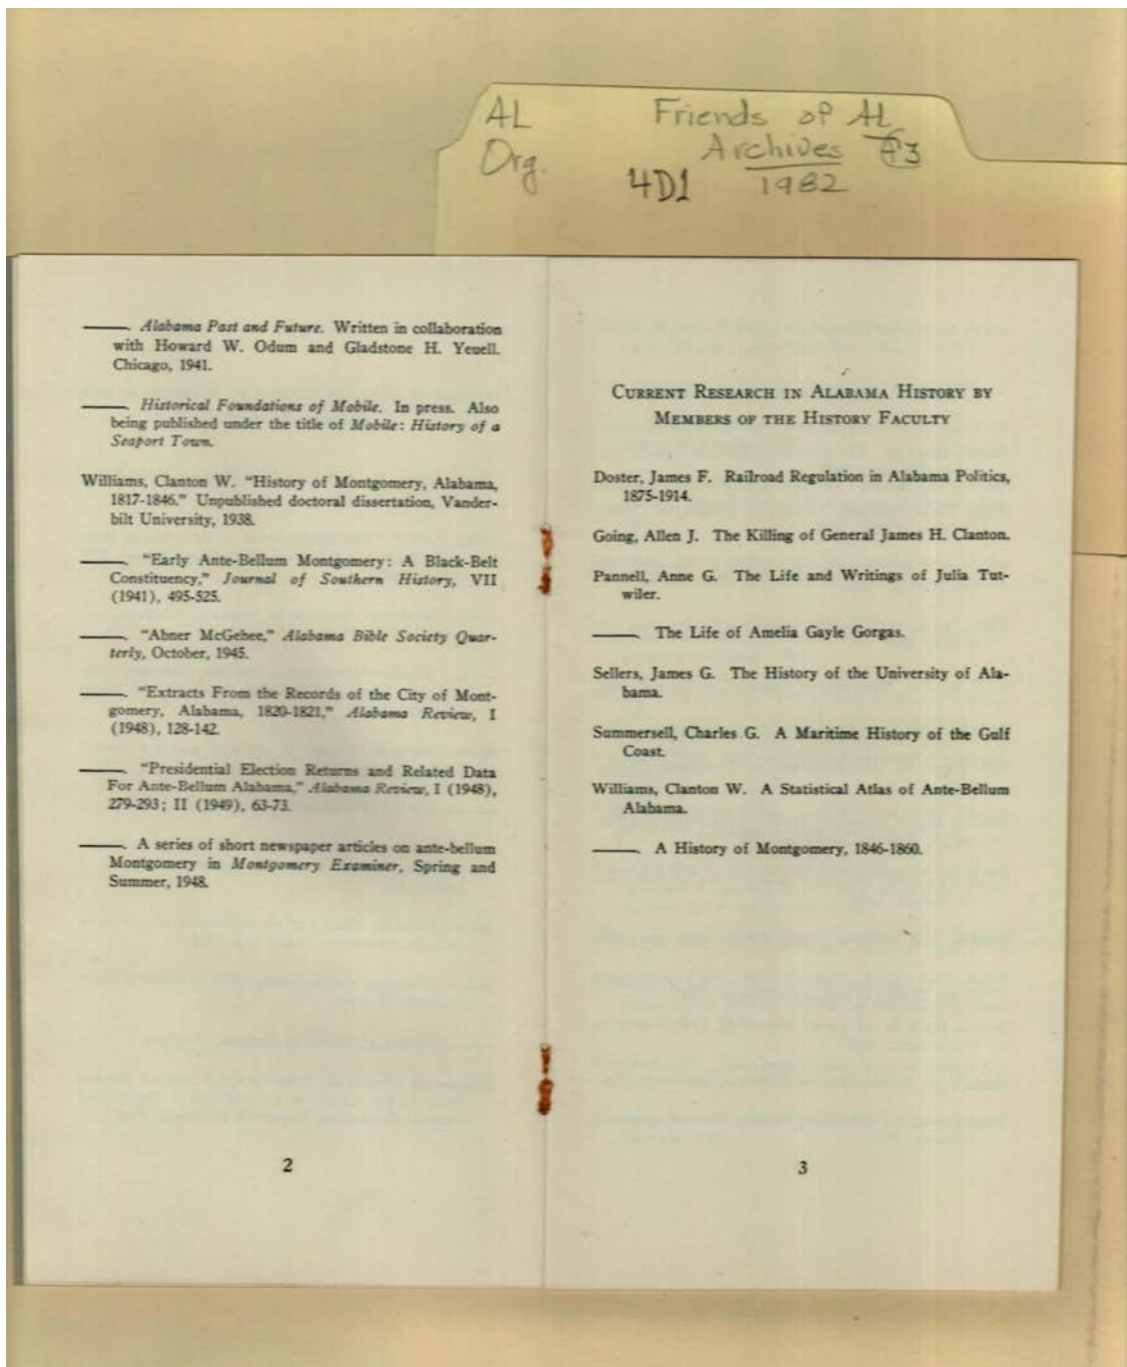 AL
Org.
Friends of AL
Archives
4D1
1982
———. Alabama Past and Future. Written in collaboration
with Howard W. Odum and Gladstone H. Yeuell.
Chicago, 1941.
———. Historical Foundations of Mobile. In press. Also
being published under the title of Mobile: History of a
Seaport Town.
Williams, Clanton W. "History of Montgomery, Alabama,
1817-1846." Unpublished doctoral dissertation, Vander-
bilt University, 1938.
———. "Early Ante-Bellum Montgomery: A Black-Belt
Constituency," Journal of Southern History, VII
(1941), 495-525.
———. "Abner McGehee," Alabama Bible Society Quar-
terly, October, 1945.
———. "Extracts From the Records of the City of Mont-
gomery, Alabama, 1820-1821," Alabama Review, I
(1948), 128-142.
———. "Presidential Election Returns and Related Data
For Ante-Bellum Alabama," Alabama Review, I (1948),
279-293; II (1949), 63-73.
———. A series of short newspaper articles on ante-bellum
Montgomery in Montgomery Examiner, Spring and
Summer, 1948.
2
CURRENT RESEARCH IN ALABAMA HISTORY BY
MEMBERS OF THE HISTORY FACULTY
Doster, James F. Railroad Regulation in Alabama Politics,
1875-1914.
Going, Allen J. The Killing of General James H. Clanton.
Pannell, Anne G. The Life and Writings of Julia Tut-
wiler.
———. The Life of Amelia Gayle Gorgas.
Sellers, James G. The History of the University of Ala-
bama.
Summersell, Charles G. A Maritime History of the Gulf
Coast.
Williams, Clanton W. A Statistical Atlas of Ante-Bellum
Alabama.
———. A History of Montgomery, 1846-1860.
3